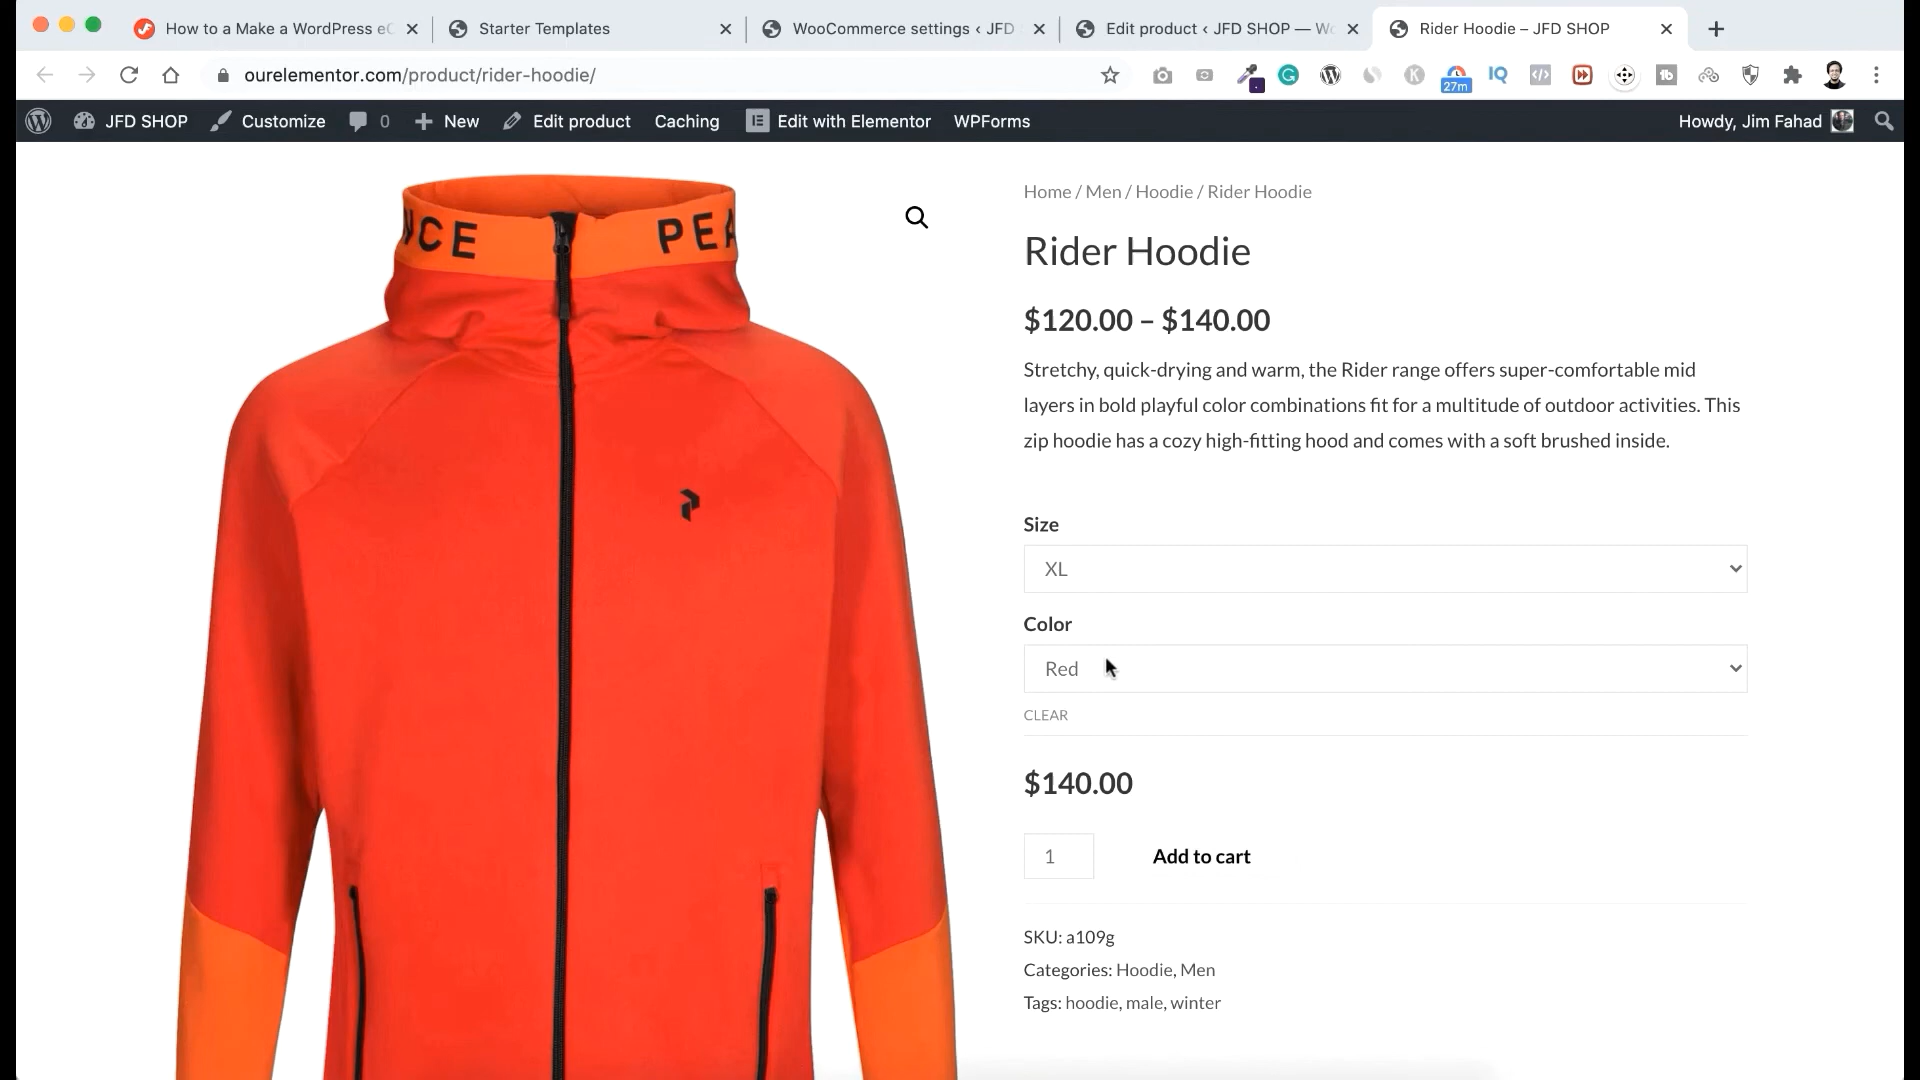 How to a Make a WordPress eC
Starter Templates
WooCommerce settings ‹ JFD
Edit product ‹ JFD SHOP — Wo
Rider Hoodie – JFD SHOP
ourelementor.com/product/rider-hoodie/
27m
IQ
JFD SHOP
Customize
0
New
Edit product
Caching
Edit with Elementor
WPForms
Howdy, Jim Fahad
NCE PEA
Home / Men / Hoodie / Rider Hoodie
Rider Hoodie
$120.00 – $140.00
Stretchy, quick-drying and warm, the Rider range offers super-comfortable mid
layers in bold playful color combinations fit for a multitude of outdoor activities. This
zip hoodie has a cozy high-fitting hood and comes with a soft brushed inside.
Size
XL
Color
Red
CLEAR
$140.00
1
Add to cart
SKU: a109g
Categories: Hoodie, Men
Tags: hoodie, male, winter